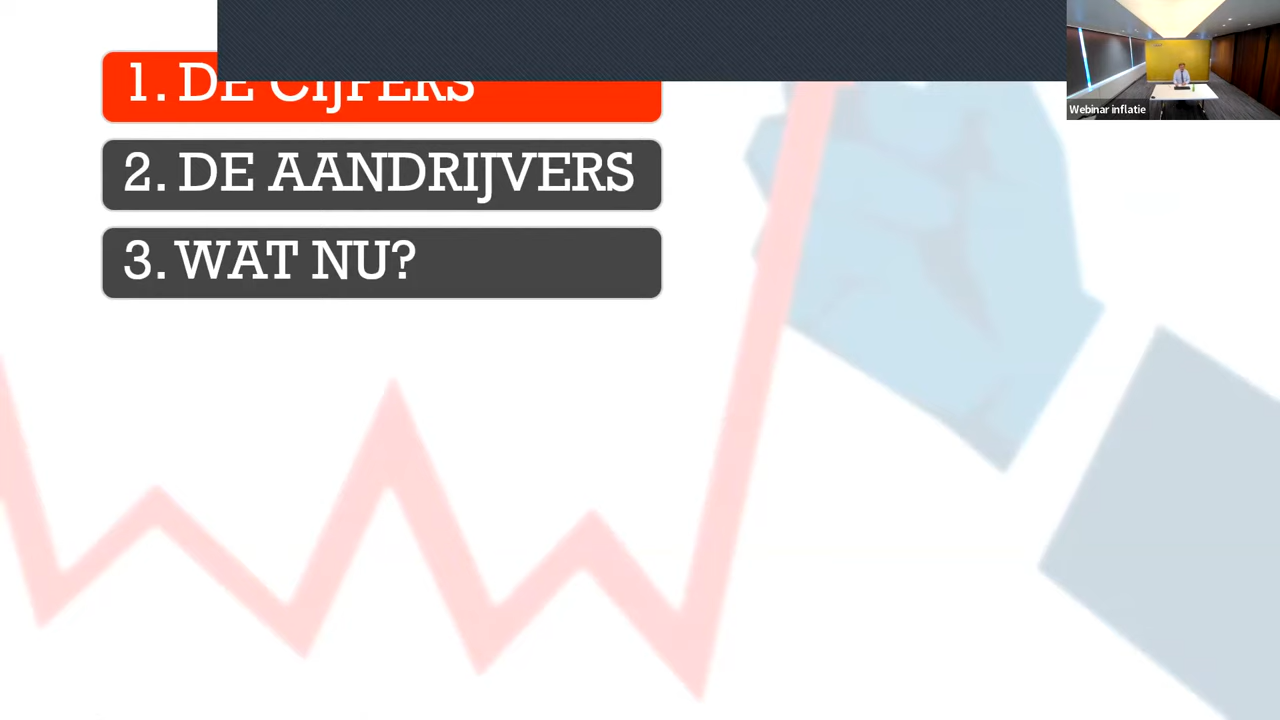 1. DE CIJFERS
2. DE AANDRIJVERS
3. WAT NU?
Webinar inflatie